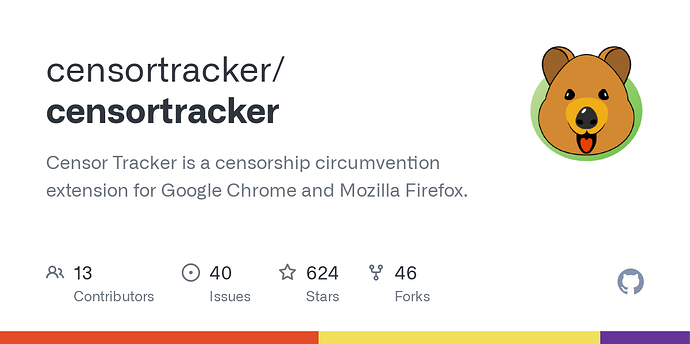 censortracker/
censortracker
Censor Tracker is a censorship circumvention
extension for Google Chrome and Mozilla Firefox.
13 40 624 46
Contributors Issues Stars Forks